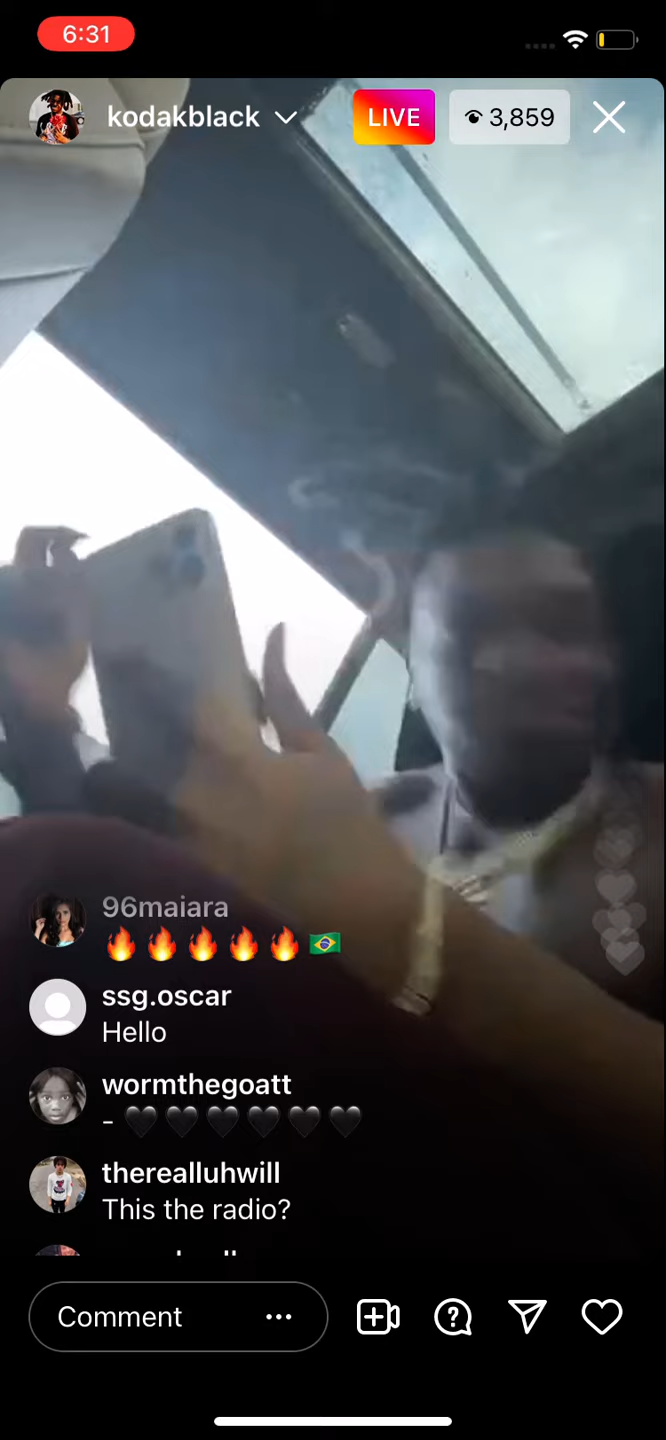 6:31
kodakblack
LIVE
3,859
96maiara
🔥 🔥 🔥 🔥 🔥 🇧🇷
ssg.oscar
Hello
wormthegoatt
- 🖤 🖤 🖤 🖤 🖤 🖤
therealluhwill
This the radio?
Comment